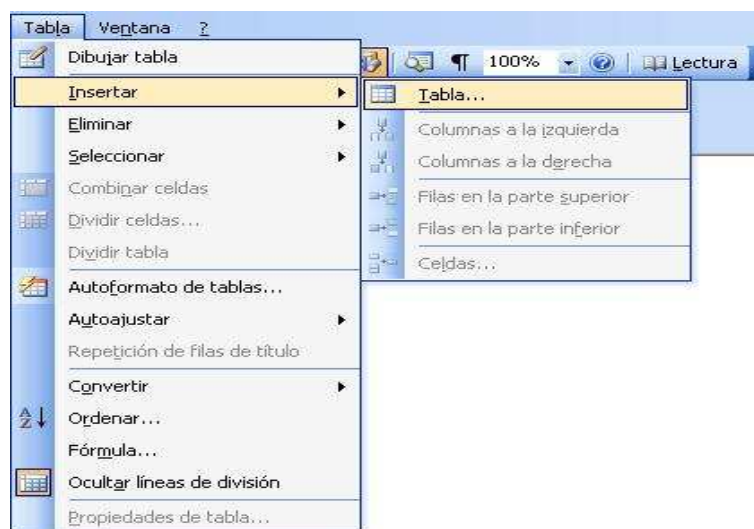 Tabla Ventana ?
100% Lectura
Dibujar tabla
Insertar
Eliminar
Seleccionar
Combinar celdas
Dividir celdas...
Dividir tabla
Autoformato de tablas...
Autoajustar
Repetición de filas de título
Convertir
Ordenar...
Fórmula...
Ocultar líneas de división
Propiedades de tabla...
Tabla...
Columnas a la izquierda
Columnas a la derecha
Filas en la parte superior
Filas en la parte inferior
Celdas...